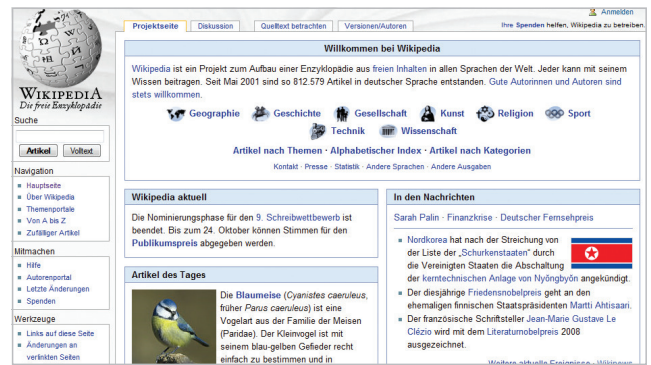 Anmelden
Projektseite Diskussion Quelltext betrachten Versionen/Autoren
Ihre Spenden helfen, Wikipedia zu betreiben.
WIKIPEDIA
Die freie Enzyklopädie
Suche
Artikel Volltext
Navigation
Hauptseite
Über Wikipedia
Themenportale
Von A bis Z
Zufälliger Artikel
Mitmachen
Hilfe
Autorenportal
Letzte Änderungen
Spenden
Werkzeuge
Links auf diese Seite
Änderungen an
verlinkten Seiten
Willkommen bei Wikipedia
Wikipedia ist ein Projekt zum Aufbau einer Enzyklopädie aus freien Inhalten in allen Sprachen der Welt. Jeder kann mit seinem
Wissen beitragen. Seit Mai 2001 sind so 812.579 Artikel in deutscher Sprache entstanden. Gute Autorinnen und Autoren sind
stets willkommen.
Geographie Geschichte Gesellschaft Kunst Religion Sport
Technik Wissenschaft
Artikel nach Themen · Alphabetischer Index · Artikel nach Kategorien
Kontakt · Presse · Statistik · Andere Sprachen · Andere Ausgaben
Wikipedia aktuell
Die Nominierungsphase für den 9. Schreibwettbewerb ist
beendet. Bis zum 24. Oktober können Stimmen für den
Publikumspreis abgegeben werden.
Artikel des Tages
Die Blaumeise (Cyanistes caeruleus,
früher Parus caeruleus) ist eine
Vogelart aus der Familie der Meisen
(Paridae). Der Kleinvogel ist mit
seinem blau-gelben Gefieder recht
einfach zu bestimmen und in
In den Nachrichten
Sarah Palin · Finanzkrise · Deutscher Fernsehpreis
Nordkorea hat nach der Streichung von
der Liste der „Schurkenstaaten“ durch
die Vereinigten Staaten die Abschaltung
der kerntechnischen Anlage von Nyŏngbyŏn angekündigt.
Der diesjährige Friedensnobelpreis geht an den
ehemaligen finnischen Staatspräsidenten Martti Ahtisaari.
Der französische Schriftsteller Jean-Marie Gustave Le
Clézio wird mit dem Literaturnobelpreis 2008
ausgezeichnet.
Weitere aktuelle Ereignisse · Wikinews